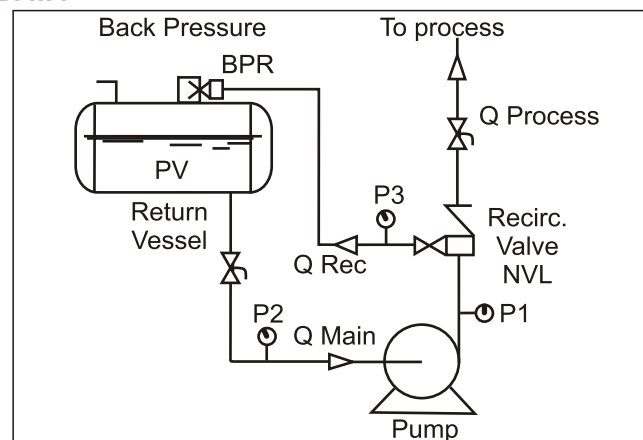 Back Pressure
To process
BPR
Q Process
PV
P3
Return
Vessel
Recirc.
Valve
NVL
Q Rec
P1
P2
Q Main
Pump